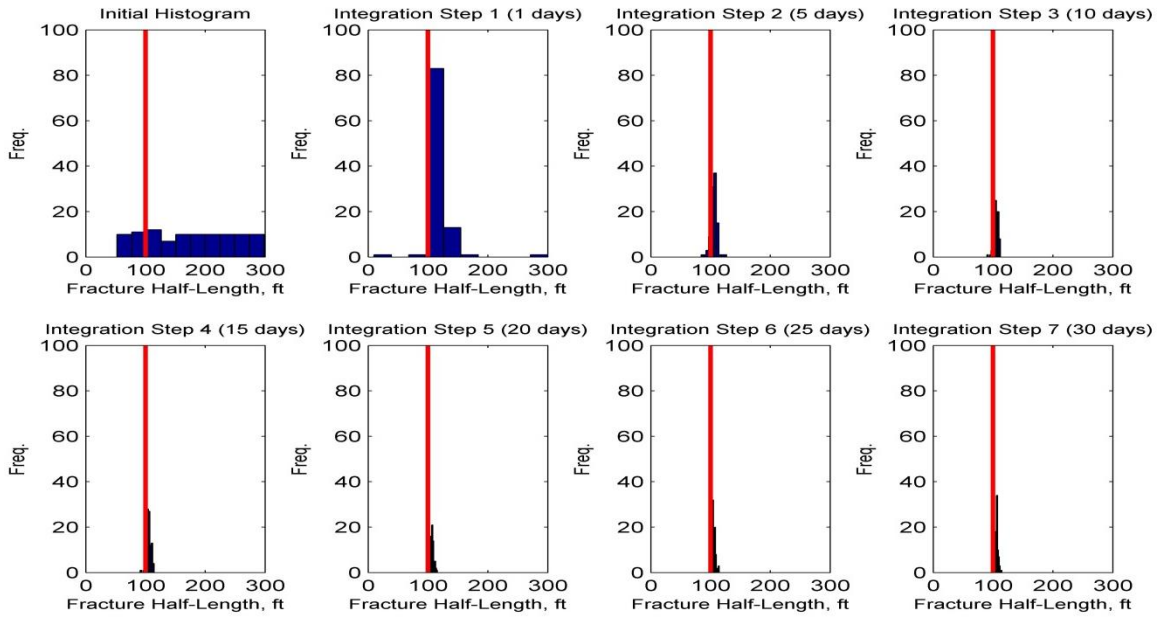 Initial Histogram
100
80
60
40
20
0
Freq.
0 100 200 300
Fracture Half-Length, ft
Integration Step 1 (1 days)
100
80
60
40
20
0
Freq.
0 100 200 300
Fracture Half-Length, ft
Integration Step 2 (5 days)
100
80
60
40
20
0
Freq.
0 100 200 300
Fracture Half-Length, ft
Integration Step 3 (10 days)
100
80
60
40
20
0
Freq.
0 100 200 300
Fracture Half-Length, ft
Integration Step 4 (15 days)
100
80
60
40
20
0
Freq.
0 100 200 300
Fracture Half-Length, ft
Integration Step 5 (20 days)
100
80
60
40
20
0
Freq.
0 100 200 300
Fracture Half-Length, ft
Integration Step 6 (25 days)
100
80
60
40
20
0
Freq.
0 100 200 300
Fracture Half-Length, ft
Integration Step 7 (30 days)
100
80
60
40
20
0
Freq.
0 100 200 300
Fracture Half-Length, ft